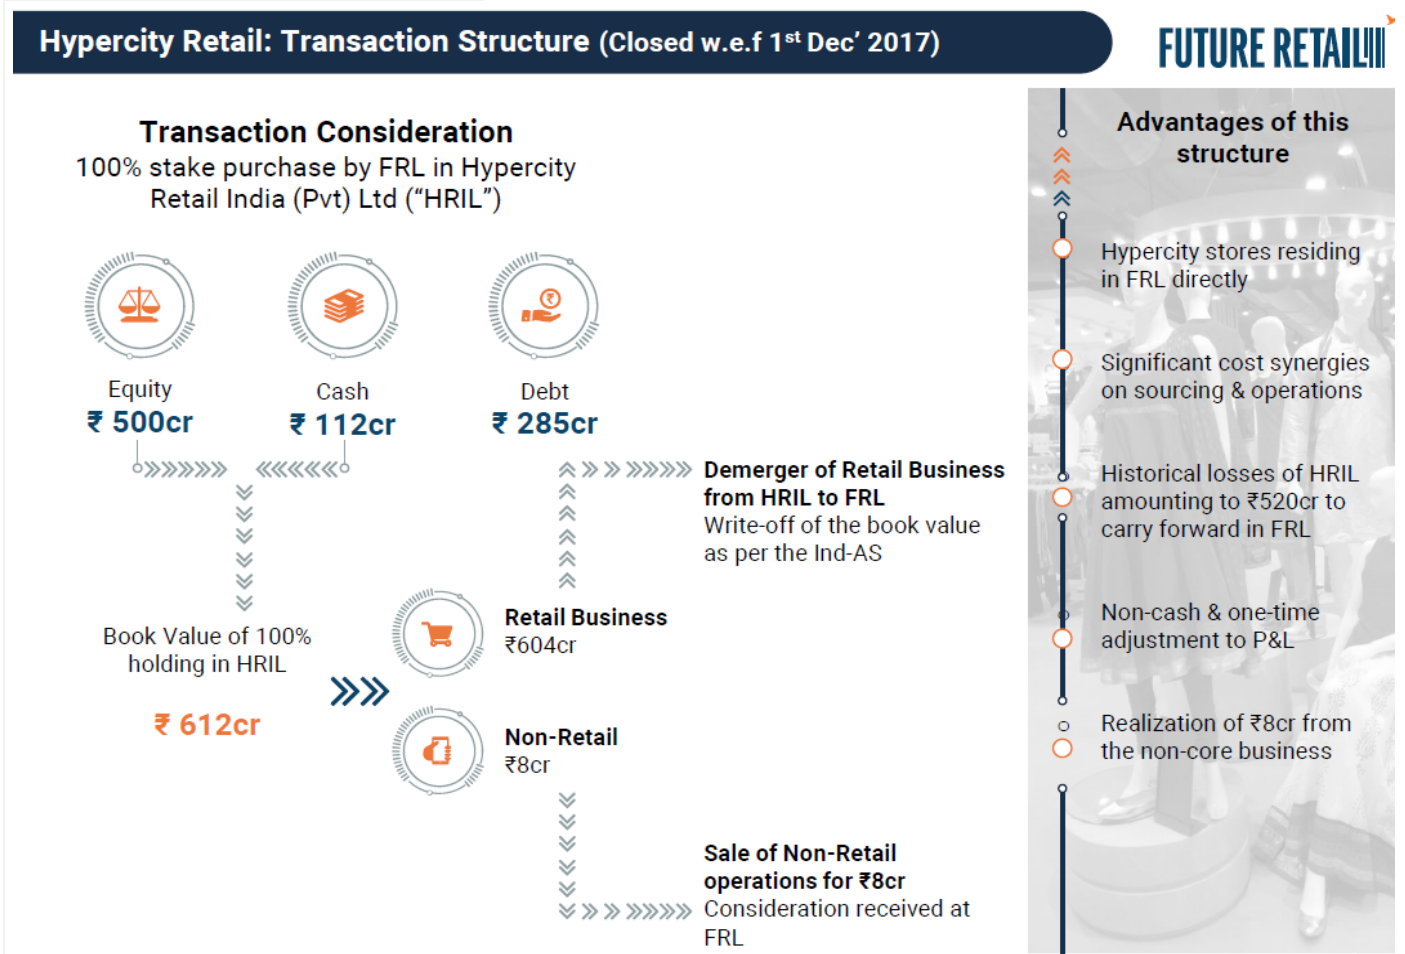 Hypercity Retail: Transaction Structure (Closed w.e.f 1st Dec’ 2017)
FUTURE RETAIL
Transaction Consideration
100% stake purchase by FRL in Hypercity
Retail India (Pvt) Ltd (“HRIL”)
Equity
₹ 500cr
Cash
₹ 112cr
Debt
₹ 285cr
Demerger of Retail Business
from HRIL to FRL
Write-off of the book value
as per the Ind-AS
Book Value of 100%
holding in HRIL
₹ 612cr
Retail Business
₹604cr
Non-Retail
₹8cr
Sale of Non-Retail
operations for ₹8cr
Consideration received at
FRL
Advantages of this
structure
Hypercity stores residing
in FRL directly
Significant cost synergies
on sourcing & operations
Historical losses of HRIL
amounting to ₹520cr to
carry forward in FRL
Non-cash & one-time
adjustment to P&L
Realization of ₹8cr from
the non-core business